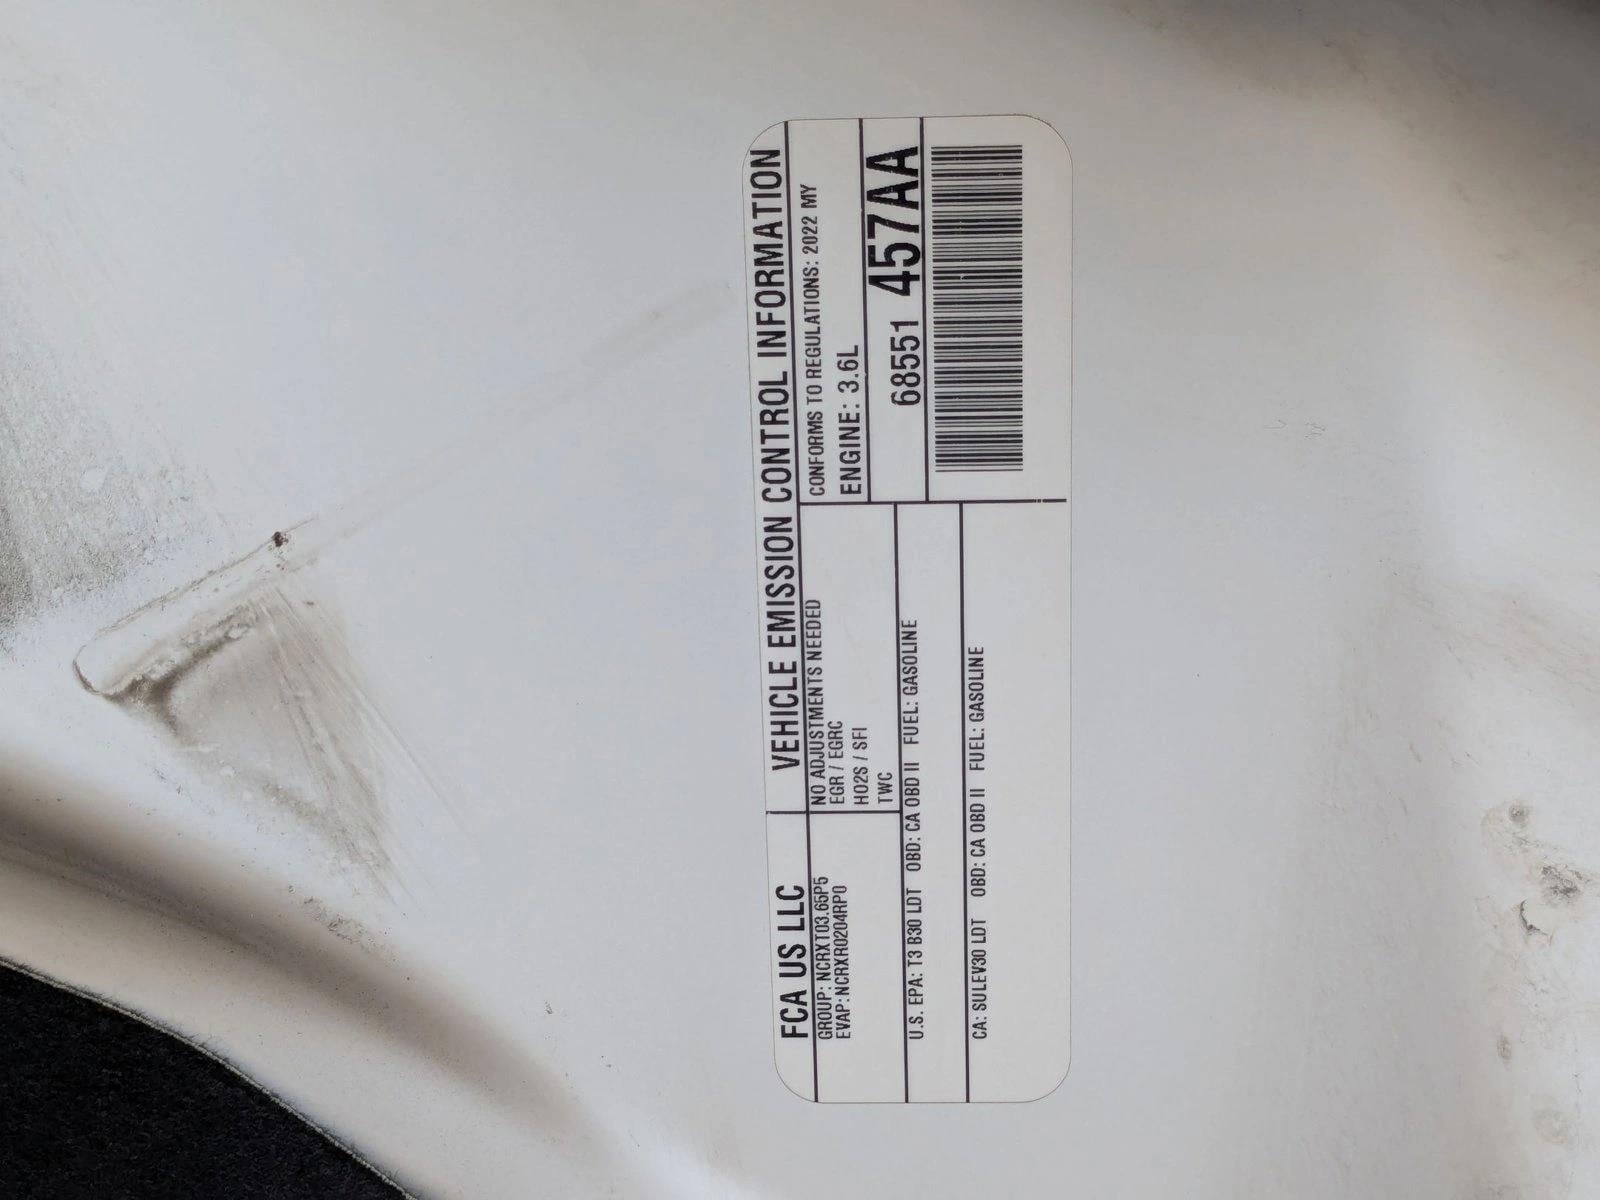 FCA US LLC VEHICLE EMISSION CONTROL INFORMATION
GROUP: NCRXT03.65P5
EVAP: NCRXR0204RP0
NO ADJUSTMENTS NEEDED
EGR / EGRC
HO2S / SFI
TWC
CONFORMS TO REGULATIONS: 2022 MY
ENGINE: 3.6L
68551 457AA
U.S. EPA: T3 B30 LDT OBD: CA OBD II FUEL: GASOLINE
CA: SULEV30 LDT OBD: CA OBD II FUEL: GASOLINE